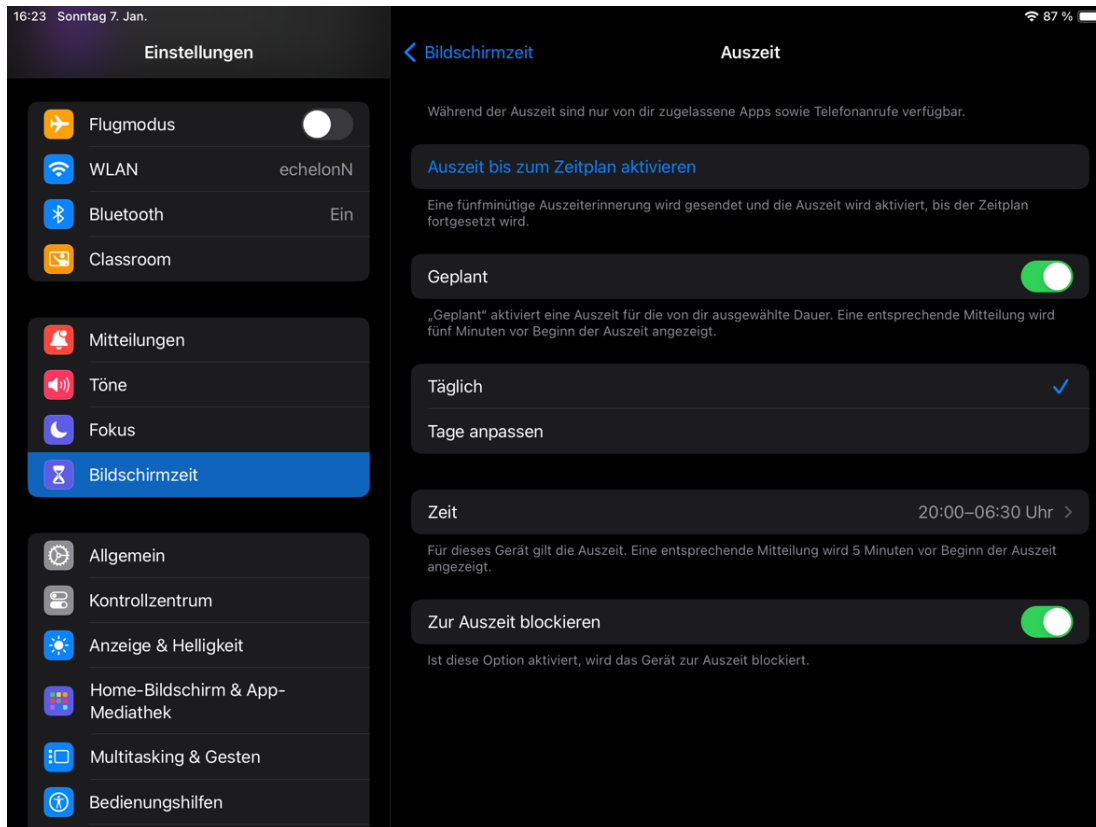 16:23 Sonntag 7. Jan.
87 %
Einstellungen
Flugmodus
WLAN echelonN
Bluetooth Ein
Classroom
Mitteilungen
Töne
Fokus
Bildschirmzeit
Allgemein
Kontrollzentrum
Anzeige & Helligkeit
Home-Bildschirm & App-
Mediathek
Multitasking & Gesten
Bedienungshilfen
Bildschirmzeit
Auszeit
Während der Auszeit sind nur von dir zugelassene Apps sowie Telefonanrufe verfügbar.
Auszeit bis zum Zeitplan aktivieren
Eine fünfminütige Auszeiterinnerung wird gesendet und die Auszeit wird aktiviert, bis der Zeitplan
fortgesetzt wird.
Geplant
„Geplant“ aktiviert eine Auszeit für die von dir ausgewählte Dauer. Eine entsprechende Mitteilung wird
fünf Minuten vor Beginn der Auszeit angezeigt.
Täglich
Tage anpassen
Zeit 20:00–06:30 Uhr
Für dieses Gerät gilt die Auszeit. Eine entsprechende Mitteilung wird 5 Minuten vor Beginn der Auszeit
angezeigt.
Zur Auszeit blockieren
Ist diese Option aktiviert, wird das Gerät zur Auszeit blockiert.